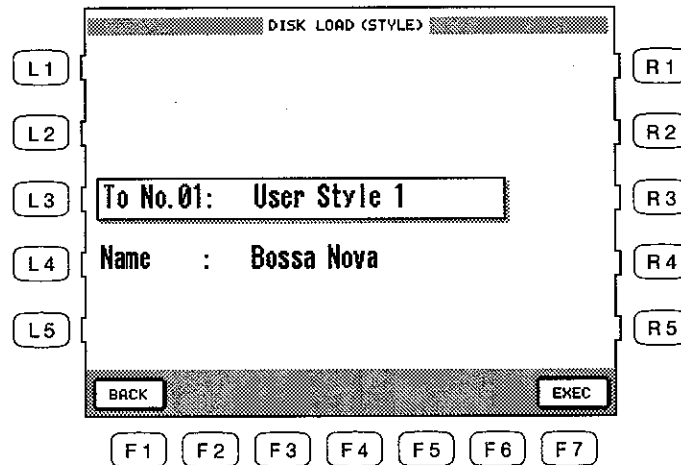 DISK LOAD (STYLE)
L1 R1
L2 R2
L3 To No.01: User Style 1 R3
L4 Name : Bossa Nova R4
L5 R5
BACK EXEC
F1 F2 F3 F4 F5 F6 F7